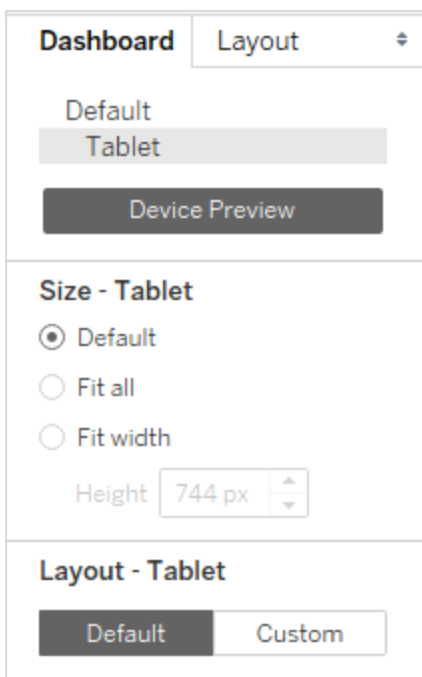 Dashboard Layout
Default
Tablet
Device Preview
Size - Tablet
Default
Fit all
Fit width
Height 744 px
Layout - Tablet
Default Custom